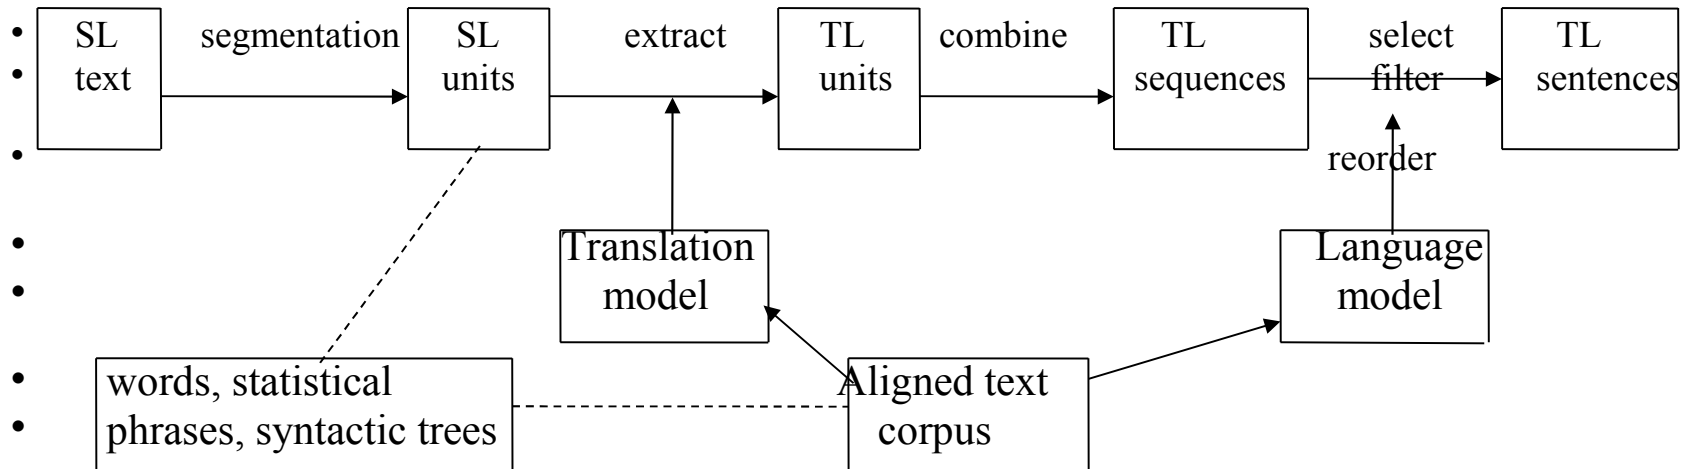 • SL segmentation SL extract TL combine TL select TL
• text units units sequences filter sentences
• reorder
• Translation Language
• model model
• words, statistical Aligned text
• phrases, syntactic trees corpus